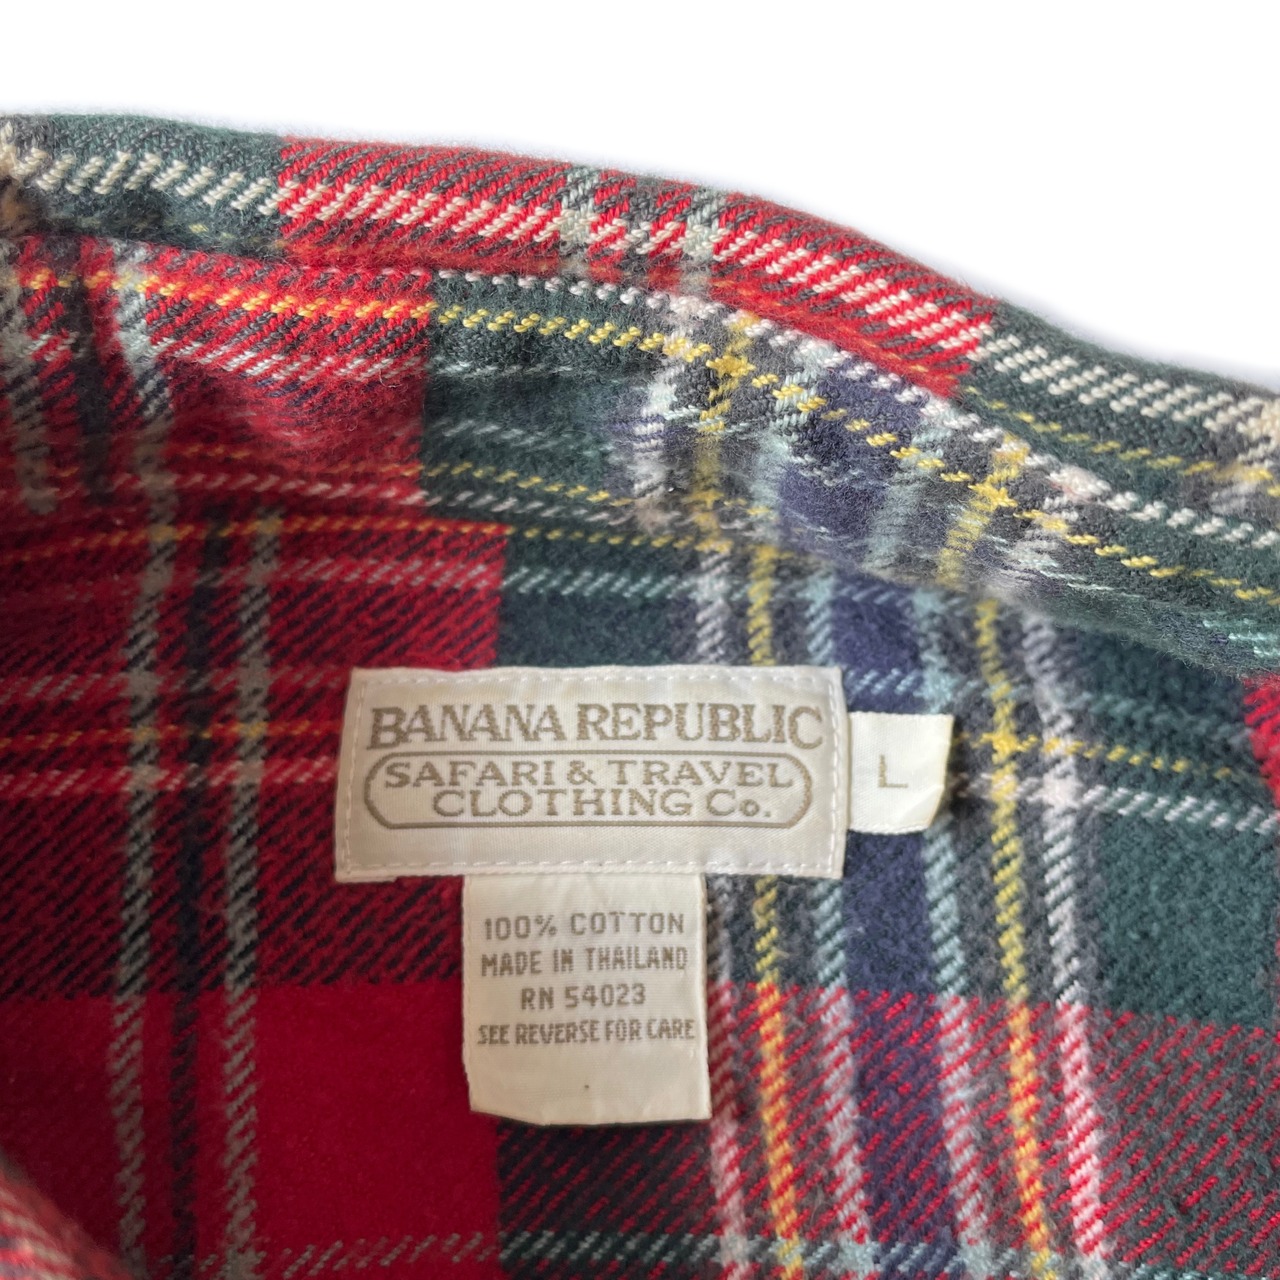 BANANA REPUBLIC
SAFARI & TRAVEL
CLOTHING Co.
L
100% COTTON
MADE IN THAILAND
RN 54023
SEE REVERSE FOR CARE